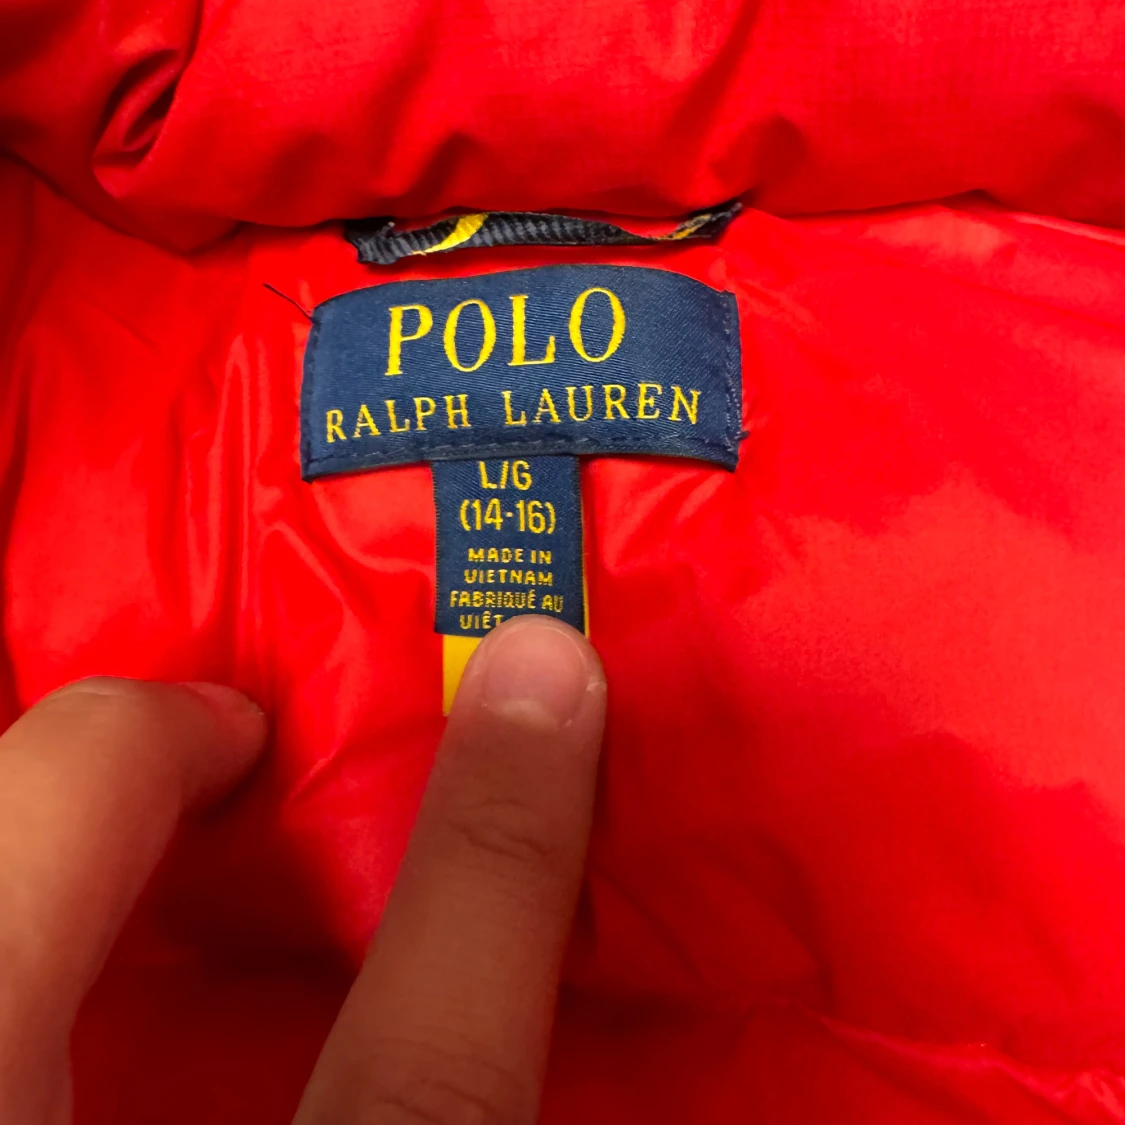 POLO
RALPH LAUREN
L/G
(14-16)
MADE IN
VIETNAM
FABRIQUÉ AU